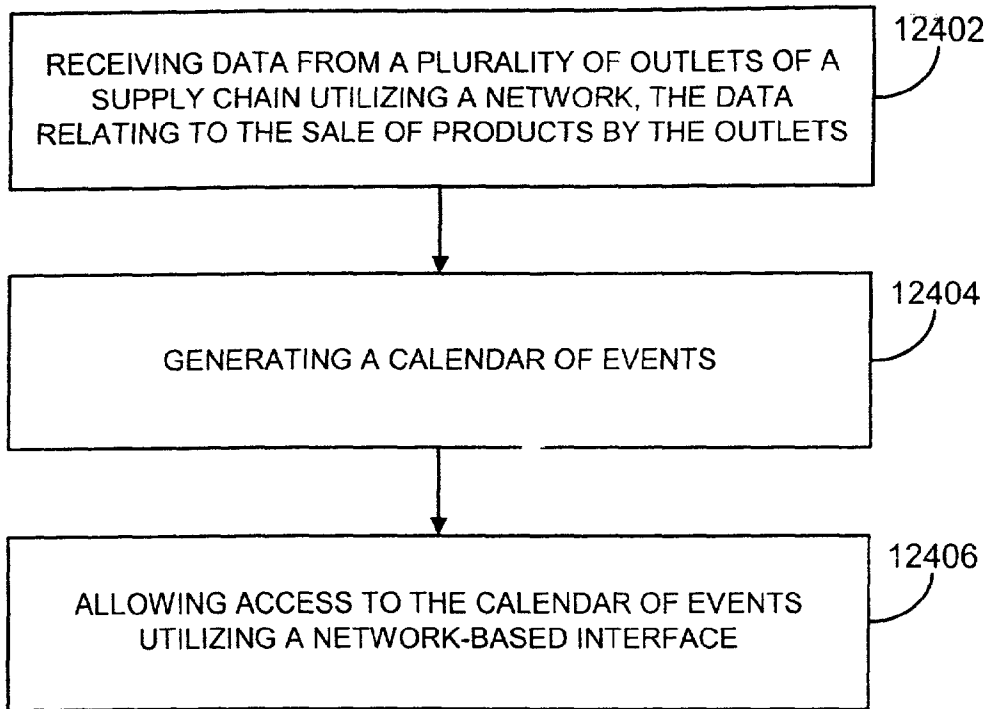 12402
RECEIVING DATA FROM A PLURALITY OF OUTLETS OF A
SUPPLY CHAIN UTILIZING A NETWORK, THE DATA
RELATING TO THE SALE OF PRODUCTS BY THE OUTLETS
12404
GENERATING A CALENDAR OF EVENTS
12406
ALLOWING ACCESS TO THE CALENDAR OF EVENTS
UTILIZING A NETWORK-BASED INTERFACE